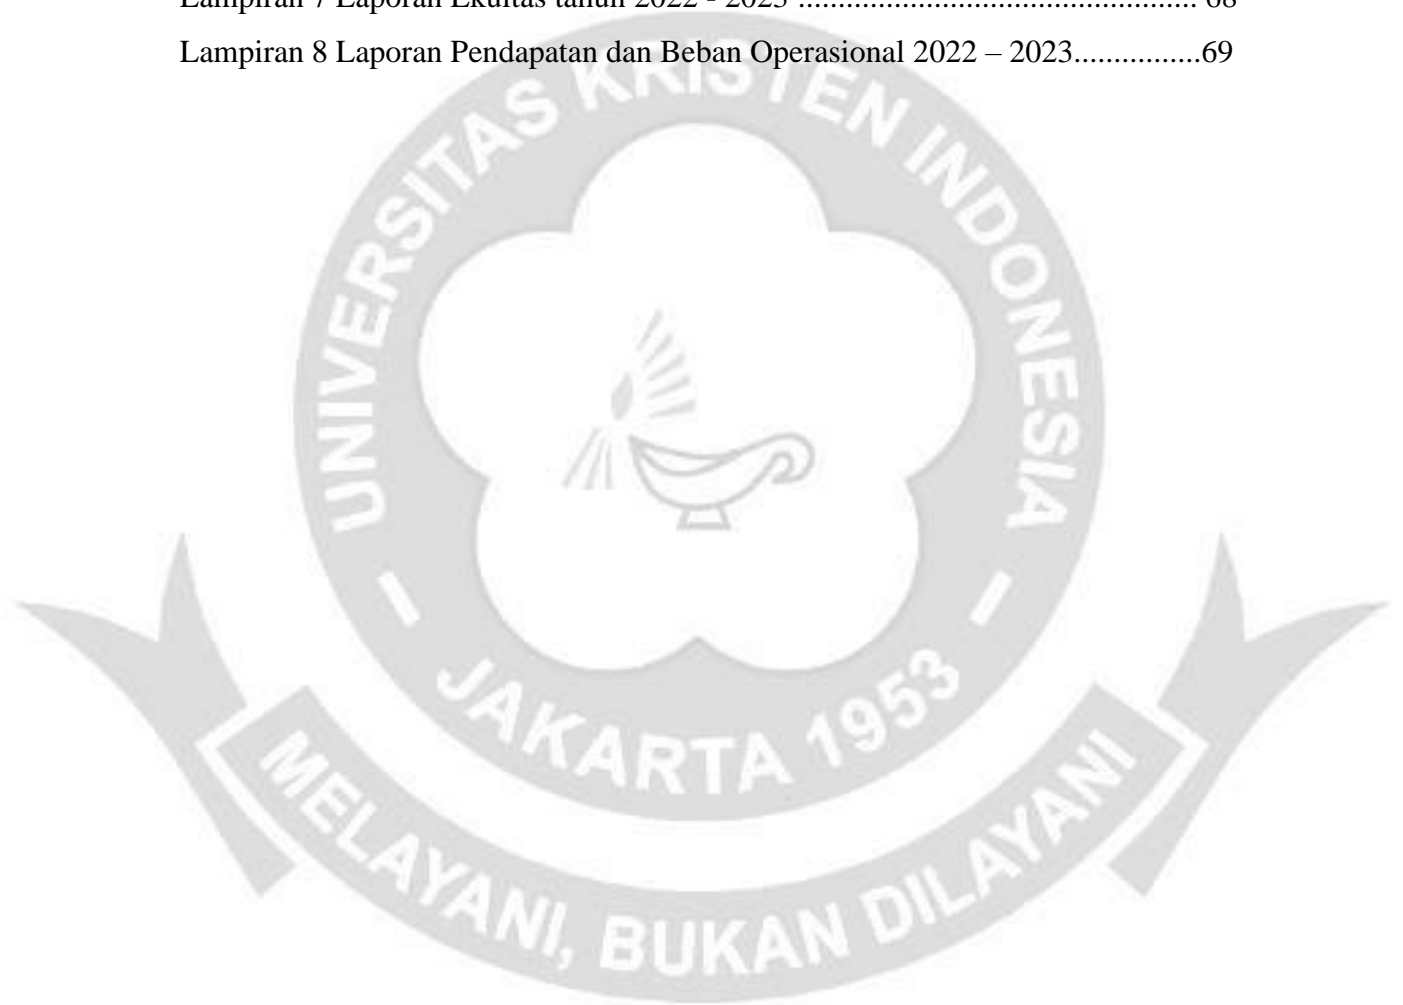 Lampiran 7 Laporan Ekuitas tahun 2022 - 2023 .................................................. 68
Lampiran 8 Laporan Pendapatan dan Beban Operasional 2022 – 2023................69
UNIVERSITAS KRISTEN INDONESIA
- JAKARTA 1953 -
MELAYANI, BUKAN DILAYANI